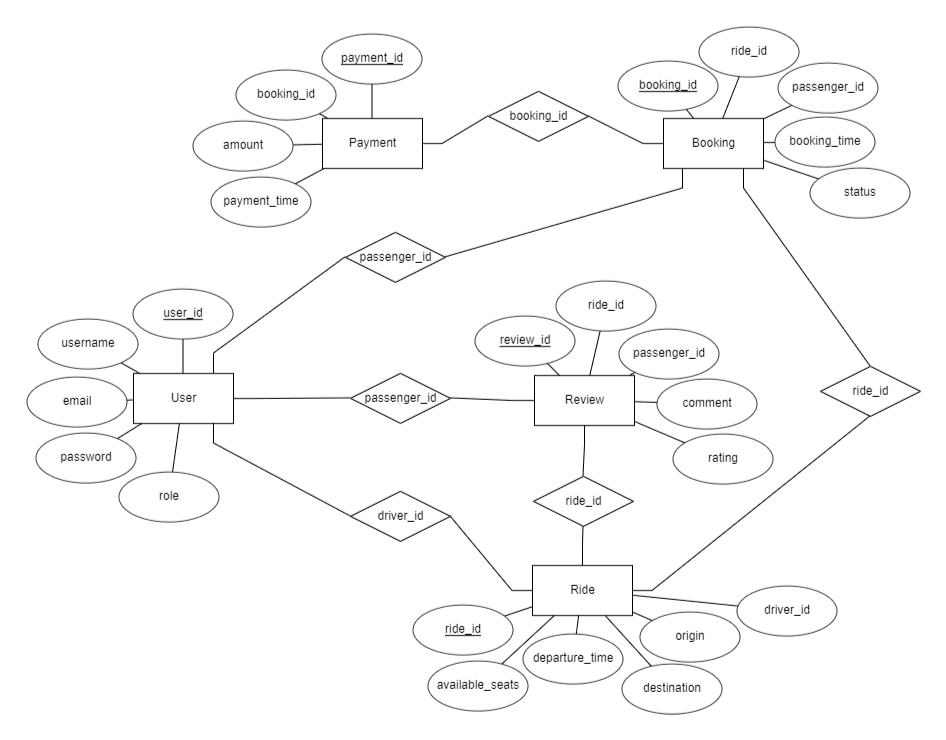 payment_id
booking_id
amount
payment_time
Payment
booking_id
ride_id
booking_id
passenger_id
booking_time
status
Booking
passenger_id
user_id
username
email
password
role
User
passenger_id
ride_id
review_id
passenger_id
comment
rating
Review
ride_id
driver_id
ride_id
Ride
ride_id
available_seats
departure_time
destination
origin
driver_id